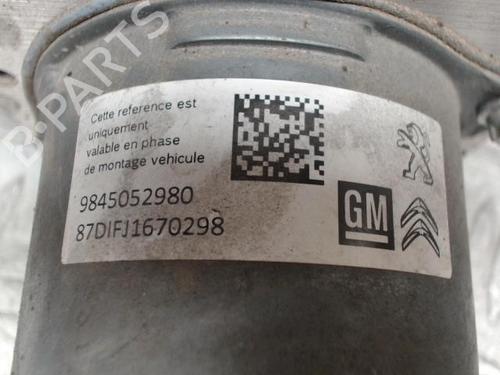 B-PARTS
Cette reference est
uniquement
valable en phase
de montage vehicule
9845052980
87DIFJ1670298
GM